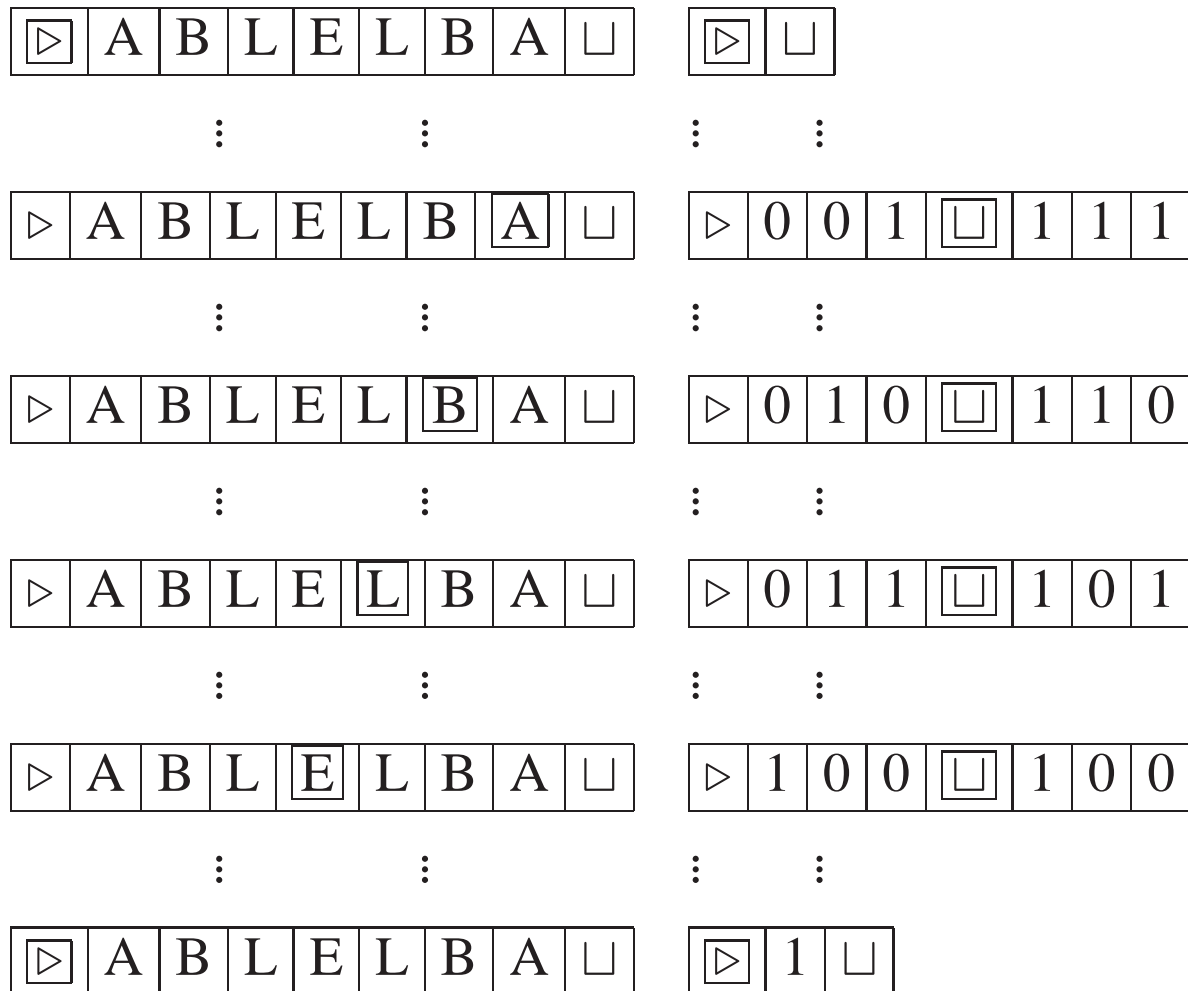 ▷ A B L E L B A ⊔ ▷ ⊔
▷ A B L E L B A ⊔ ▷ 0 0 1 ⊔ 1 1 1
▷ A B L E L B A ⊔ ▷ 0 1 0 ⊔ 1 1 0
▷ A B L E L B A ⊔ ▷ 0 1 1 ⊔ 1 0 1
▷ A B L E L B A ⊔ ▷ 1 0 0 ⊔ 1 0 0
▷ A B L E L B A ⊔ ▷ 1 ⊔